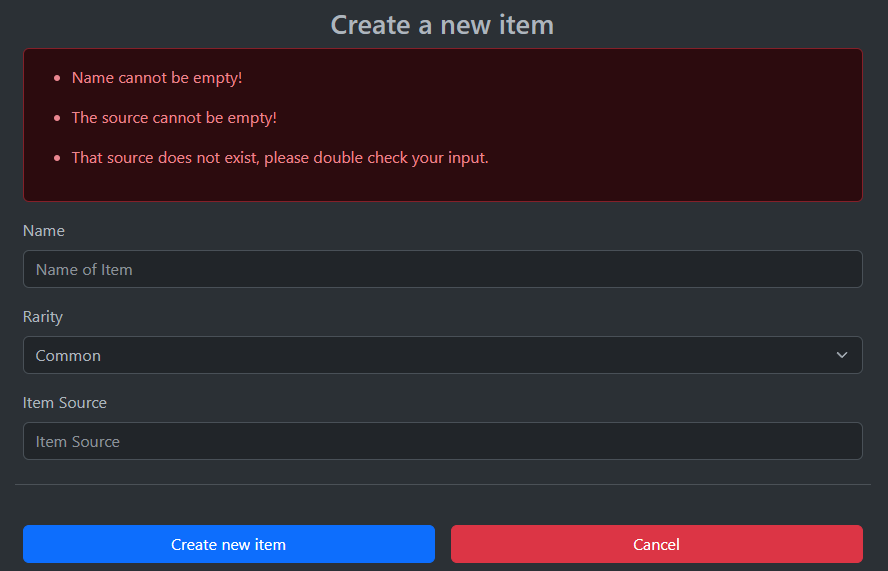 Create a new item
Name cannot be empty!
The source cannot be empty!
That source does not exist, please double check your input.
Name
Name of Item
Rarity
Common
Item Source
Item Source
Create new item
Cancel